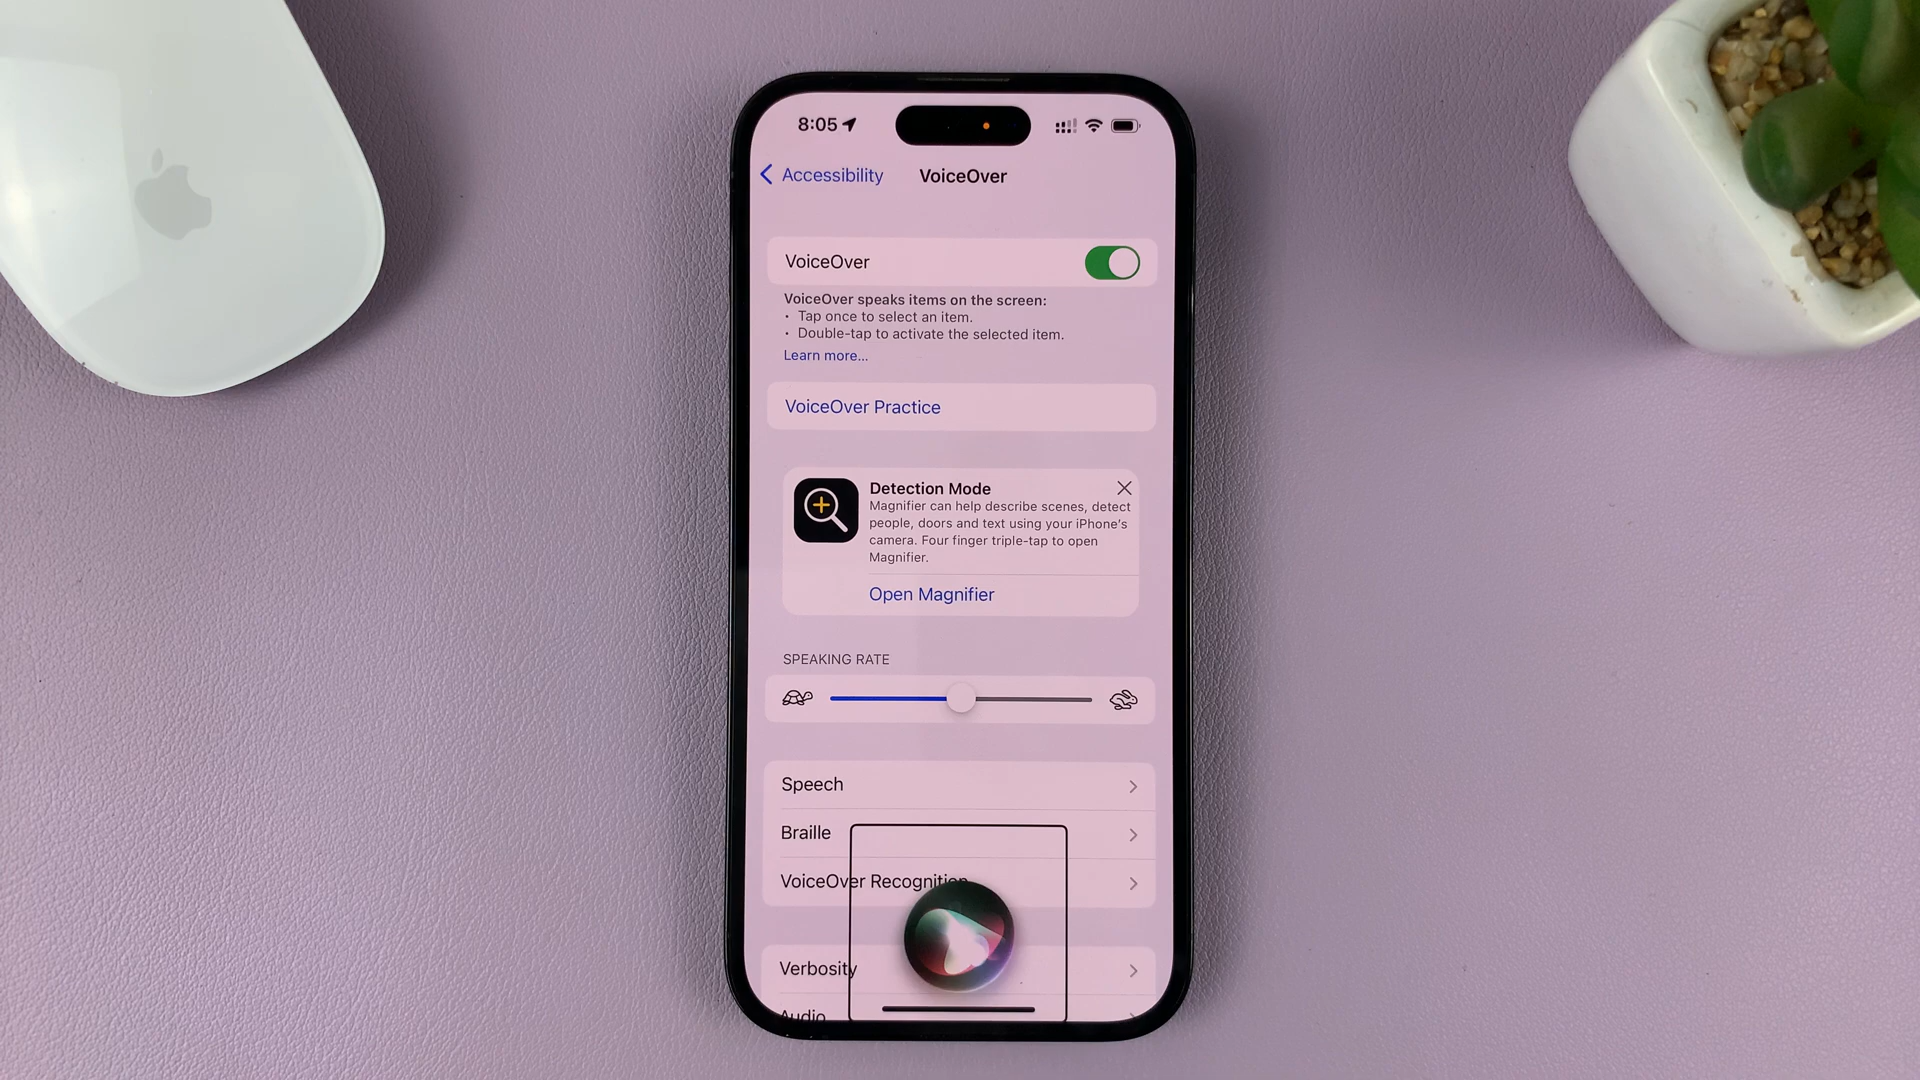 8:05
Accessibility
VoiceOver
VoiceOver
VoiceOver speaks items on the screen:
• Tap once to select an item.
• Double-tap to activate the selected item.
Learn more...
VoiceOver Practice
Detection Mode
Magnifier can help describe scenes, detect
people, doors and text using your iPhone's
camera. Four finger triple-tap to open
Magnifier.
Open Magnifier
SPEAKING RATE
Speech
Braille
VoiceOver Recognition
Verbosity
Audio